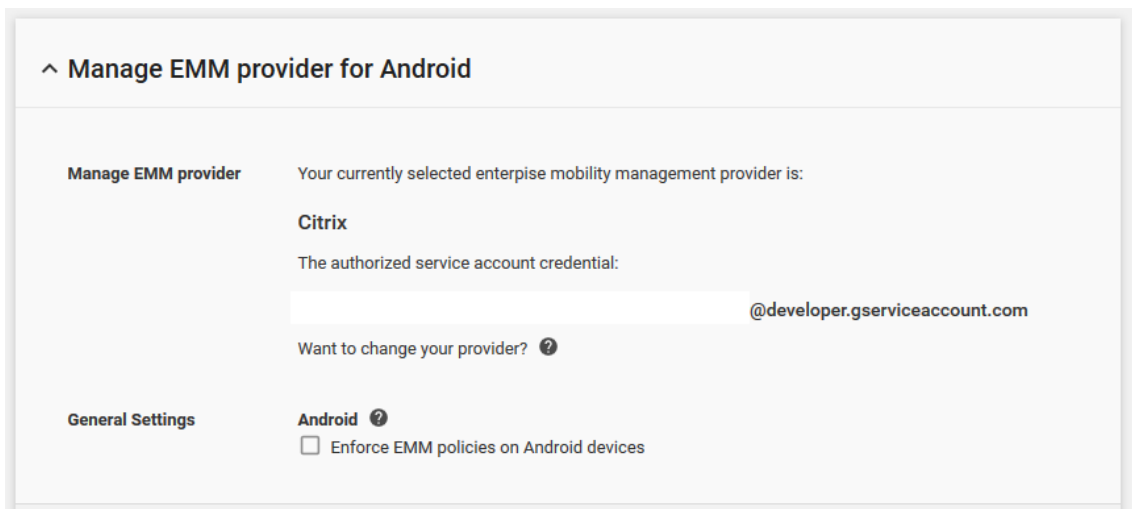 Manage EMM provider for Android
Manage EMM provider
Your currently selected enterpise mobility management provider is:
Citrix
The authorized service account credential:
@developer.gserviceaccount.com
Want to change your provider?
General Settings
Android
Enforce EMM policies on Android devices